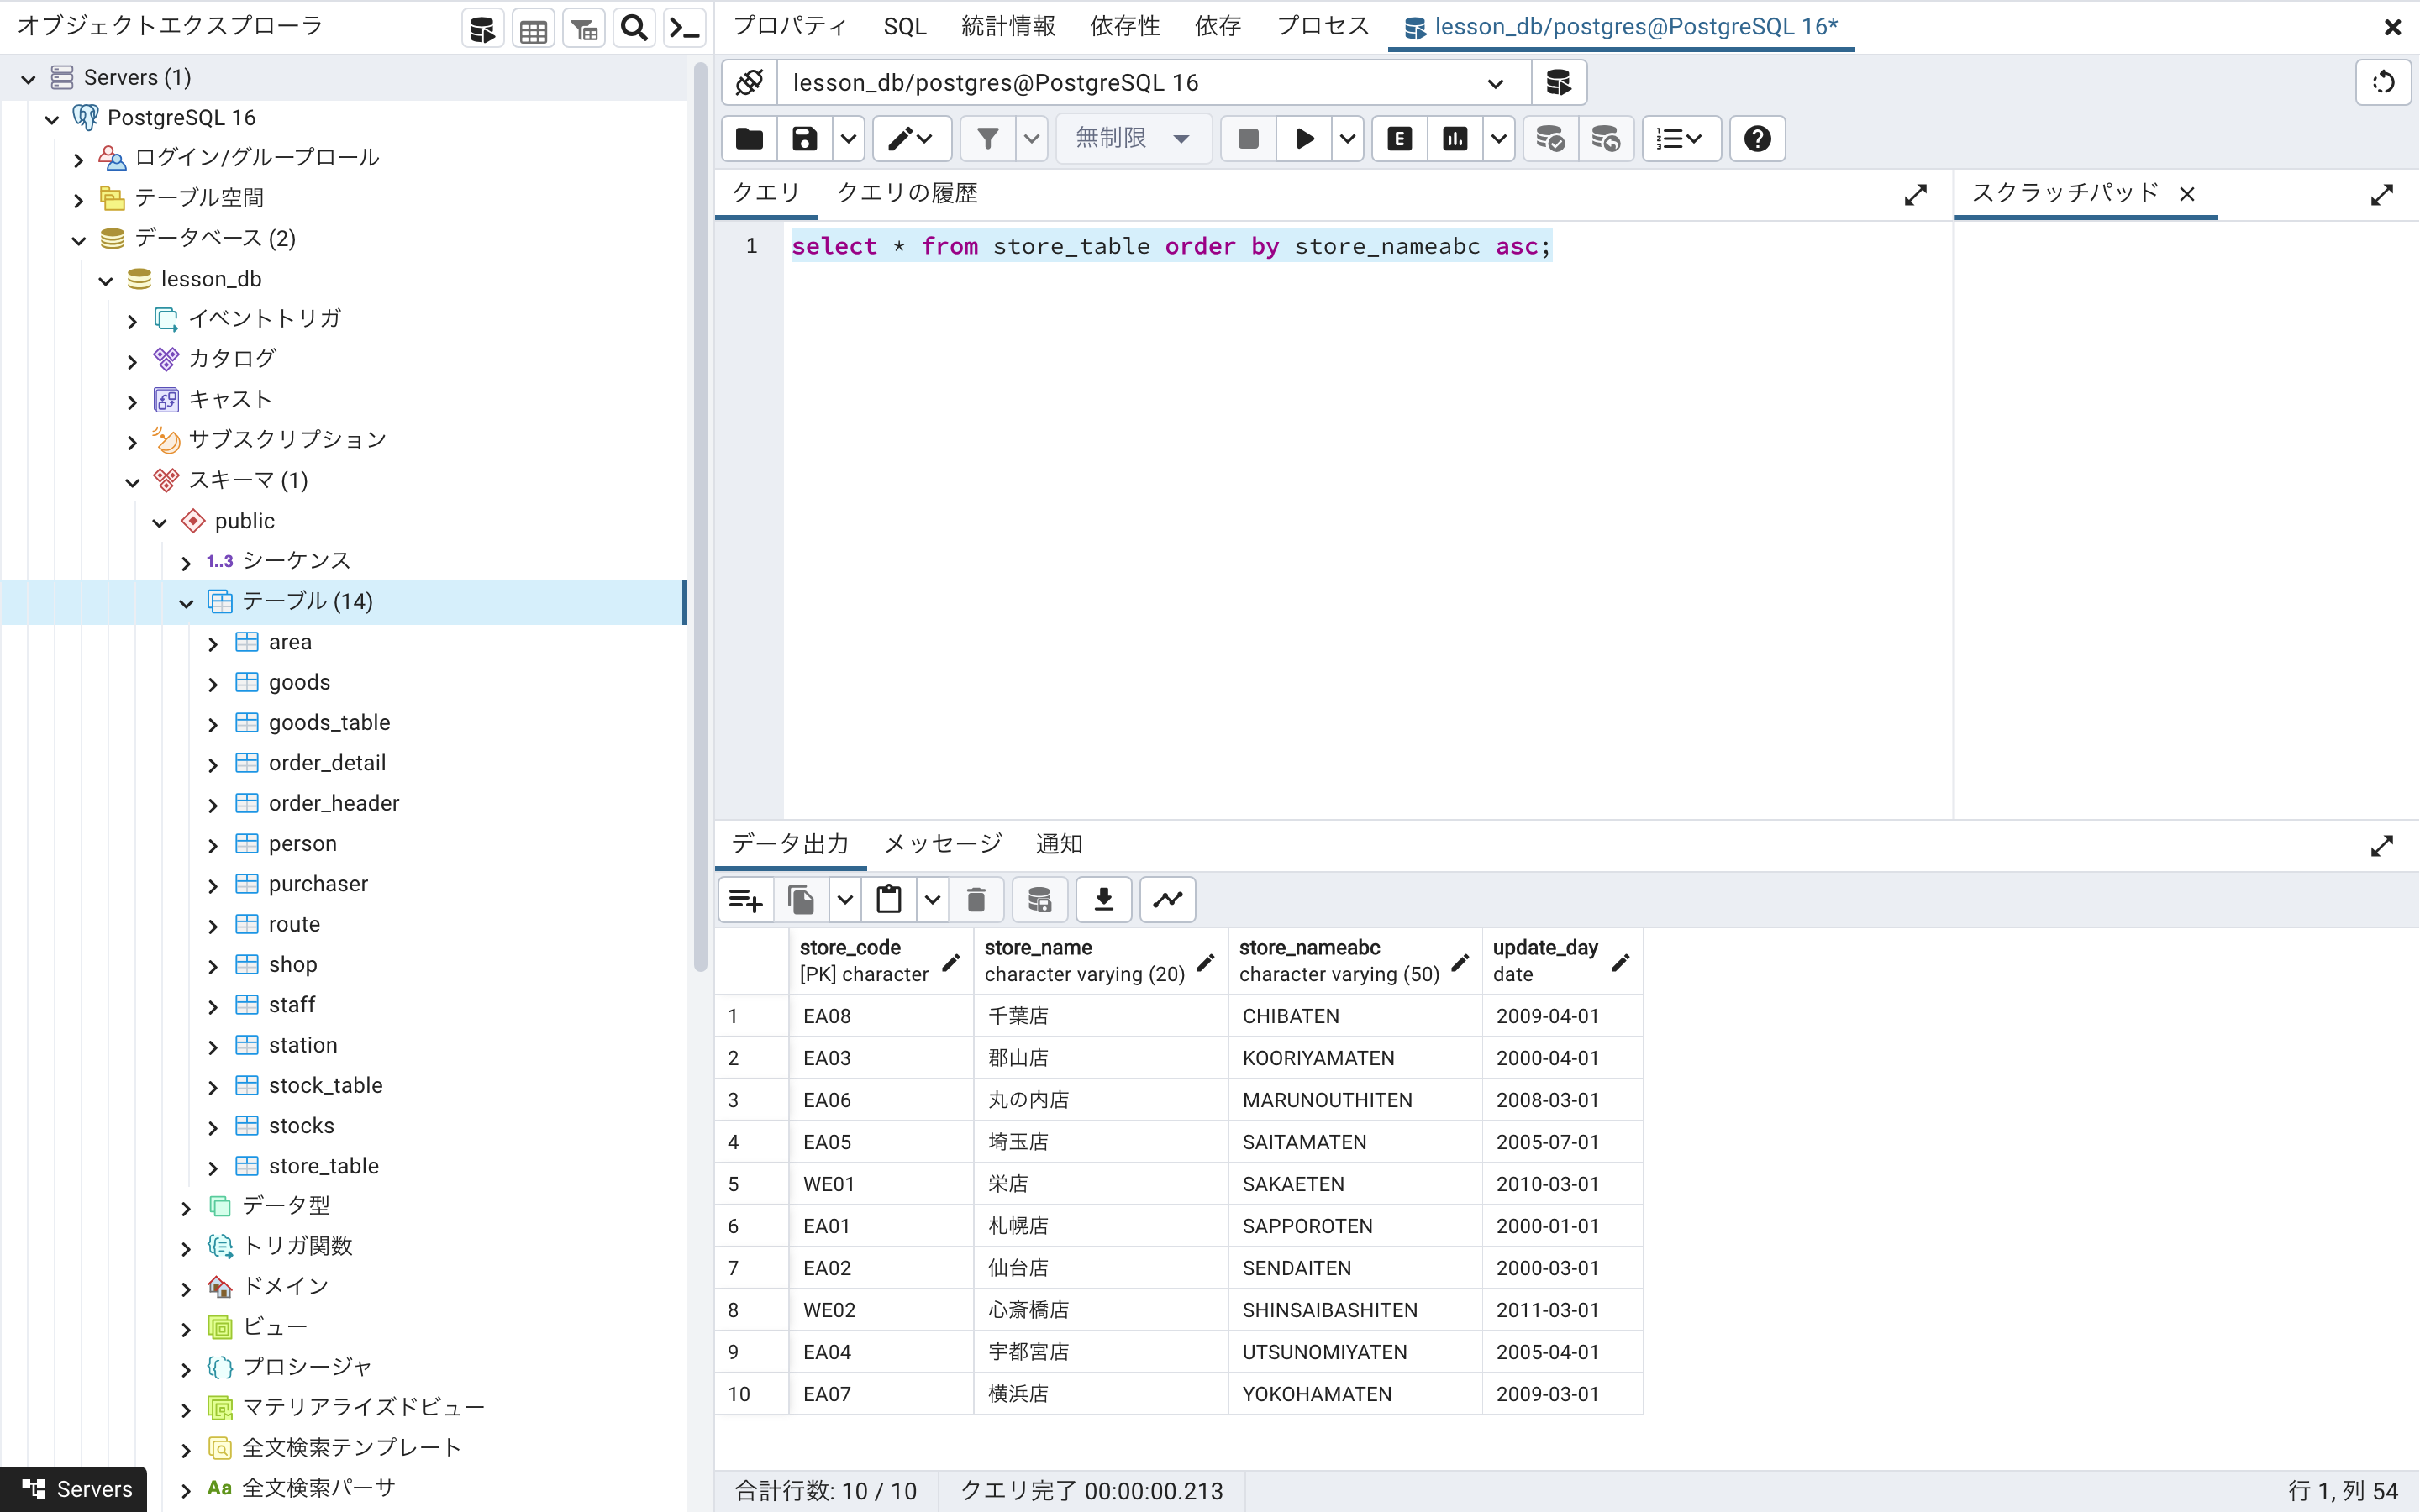 オブジェクトエクスプローラ
Servers (1)
PostgreSQL 16
ログイン/グループロール
テーブル空間
データベース (2)
lesson_db
イベントトリガ
カタログ
キャスト
サブスクリプション
スキーマ (1)
public
1..3 シーケンス
テーブル (14)
area
goods
goods_table
order_detail
order_header
person
purchaser
route
shop
staff
station
stock_table
stocks
store_table
データ型
トリガ関数
ドメイン
ビュー
プロシージャ
マテリアライズドビュー
全文検索テンプレート
Aa 全文検索パーサ
Servers
プロパティ SQL 統計情報 依存性 依存 プロセス lesson_db/postgres@PostgreSQL 16*
lesson_db/postgres@PostgreSQL 16
無制限 E
クエリ クエリの履歴 スクラッチパッド
1 select * from store_table order by store_nameabc asc;
データ出力 メッセージ 通知
store_code store_name store_nameabc update_day
[PK] character character varying (20) character varying (50) date
1 EA08 千葉店 CHIBATEN 2009-04-01
2 EA03 郡山店 KOORIYAMATEN 2000-04-01
3 EA06 丸の内店 MARUNOUTHITEN 2008-03-01
4 EA05 埼玉店 SAITAMATEN 2005-07-01
5 WE01 栄店 SAKAETEN 2010-03-01
6 EA01 札幌店 SAPPOROTEN 2000-01-01
7 EA02 仙台店 SENDAITEN 2000-03-01
8 WE02 心斎橋店 SHINSAIBASHITEN 2011-03-01
9 EA04 宇都宮店 UTSUNOMIYATEN 2005-04-01
10 EA07 横浜店 YOKOHAMATEN 2009-03-01
合計行数: 10 / 10 クエリ完了 00:00:00.213 行 1, 列 54